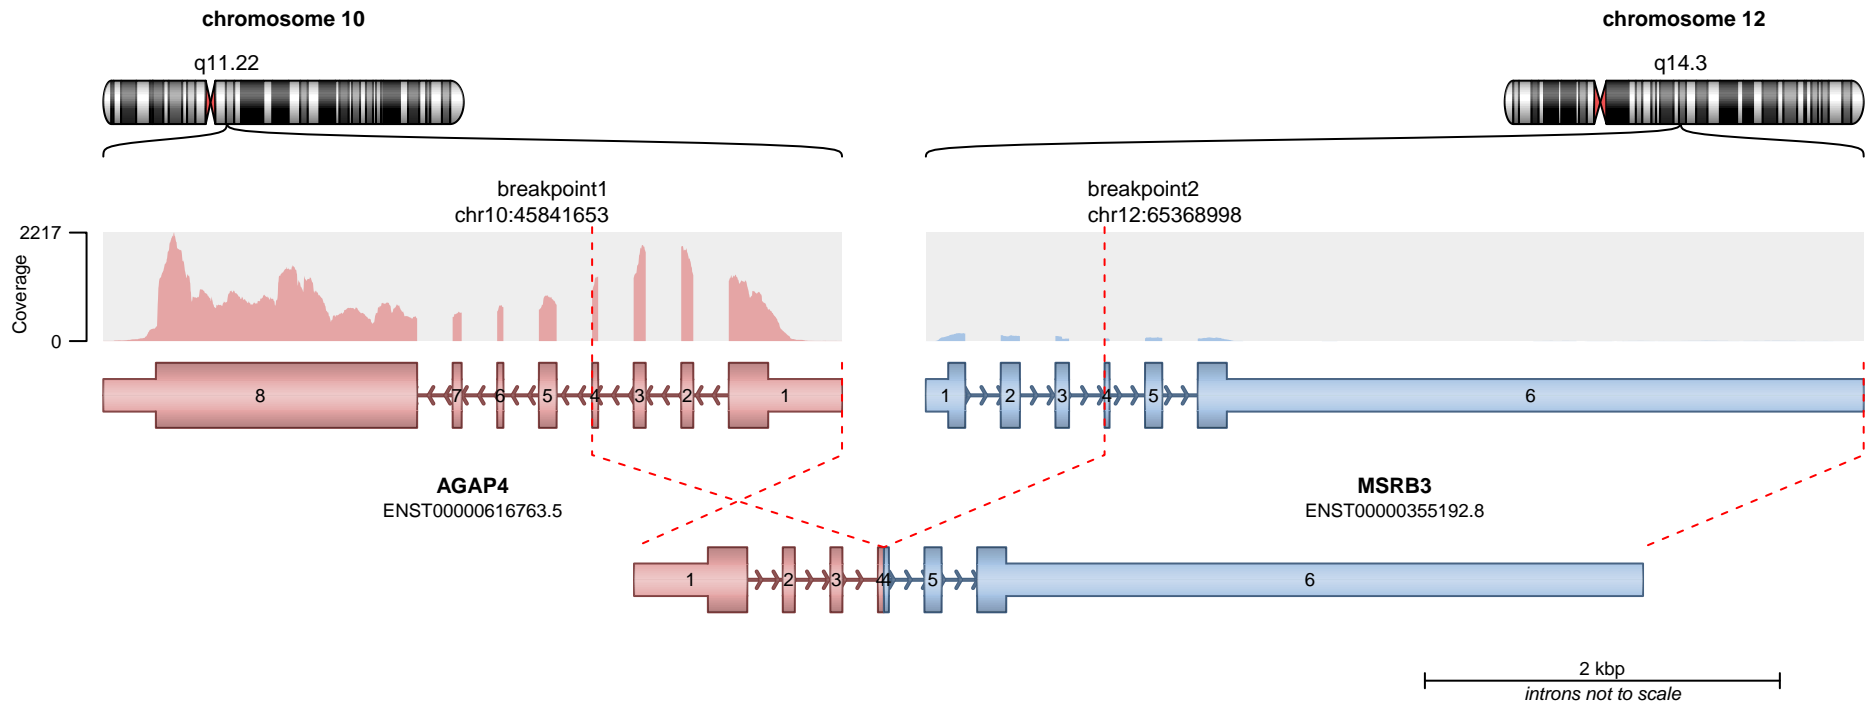 chromosome 10
chromosome 12
q11.22
q14.3
breakpoint1
chr10:45841653
breakpoint2
chr12:65368998
2217
Coverage
0
8 7 6 5 4 3 2 1
1 2 3 4 5 6
AGAP4
ENST00000616763.5
MSRB3
ENST00000355192.8
1 2 3 4 4 5 6
2 kbp
introns not to scale